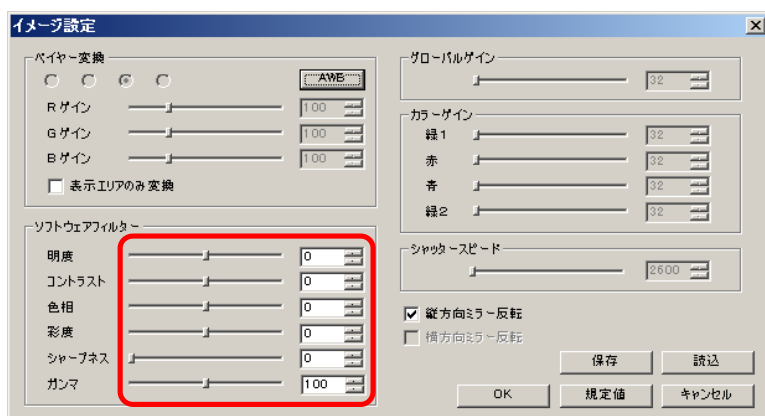 イメージ設定
ベイヤー変換
AWB
Rゲイン 100
Gゲイン 100
Bゲイン 100
表示エリアのみ変換
ソフトウェアフィルター
明度 0
コントラスト 0
色相 0
彩度 0
シャープネス 0
ガンマ 100
グローバルゲイン
32
カラーゲイン
緑1 32
赤 32
青 32
緑2 32
シャッタースピード
2600
縦方向ミラー反転
横方向ミラー反転
保存 読込
OK 規定値 キャンセル